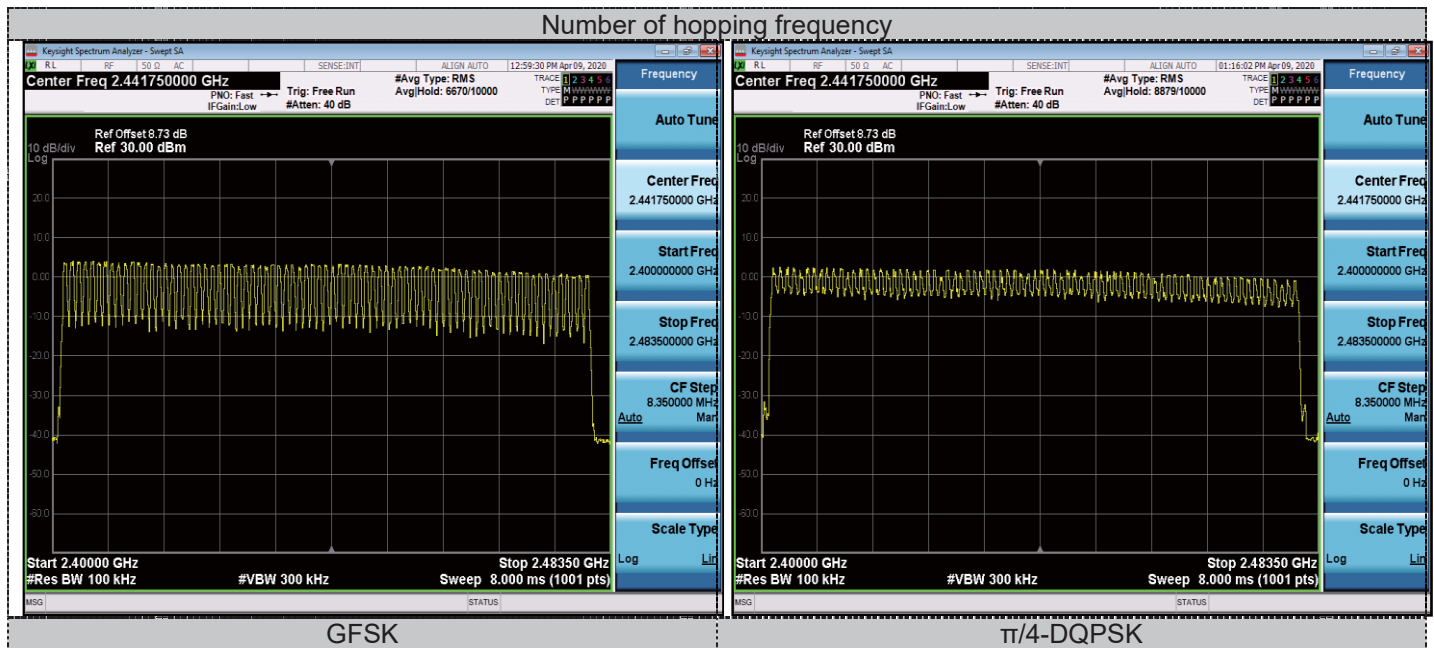 Number of hopping frequency
Keysight Spectrum Analyzer - Swept SA
RL RF 50 Ω AC SENSE:INT ALIGN AUTO 12:59:30 PM Apr 09, 2020
Center Freq 2.441750000 GHz
PNO: Fast
IFGain:Low
Trig: Free Run
#Atten: 40 dB
#Avg Type: RMS
Avg|Hold: 6670/10000
TRACE 1 2 3 4 5 6
TYPE M WWWWW
DET P P P P P P
Ref Offset 8.73 dB
10 dB/div Ref 30.00 dBm
Log
20.0
10.0
0.00
-10.0
-20.0
-30.0
-40.0
-50.0
-60.0
Start 2.40000 GHz Stop 2.48350 GHz
#Res BW 100 kHz #VBW 300 kHz Sweep 8.000 ms (1001 pts)
MSG STATUS
Frequency
Auto Tune
Center Freq
2.441750000 GHz
Start Freq
2.400000000 GHz
Stop Freq
2.483500000 GHz
CF Step
8.350000 MHz
Auto Man
Freq Offset
0 Hz
Scale Type
Log Lin
GFSK
Keysight Spectrum Analyzer - Swept SA
RL RF 50 Ω AC SENSE:INT ALIGN AUTO 01:16:02 PM Apr 09, 2020
Center Freq 2.441750000 GHz
PNO: Fast
IFGain:Low
Trig: Free Run
#Atten: 40 dB
#Avg Type: RMS
Avg|Hold: 8879/10000
TRACE 1 2 3 4 5 6
TYPE M WWWWW
DET P P P P P P
Ref Offset 8.73 dB
10 dB/div Ref 30.00 dBm
Log
20.0
10.0
0.00
-10.0
-20.0
-30.0
-40.0
-50.0
-60.0
Start 2.40000 GHz Stop 2.48350 GHz
#Res BW 100 kHz #VBW 300 kHz Sweep 8.000 ms (1001 pts)
MSG STATUS
Frequency
Auto Tune
Center Freq
2.441750000 GHz
Start Freq
2.400000000 GHz
Stop Freq
2.483500000 GHz
CF Step
8.350000 MHz
Auto Man
Freq Offset
0 Hz
Scale Type
Log Lin
π/4-DQPSK